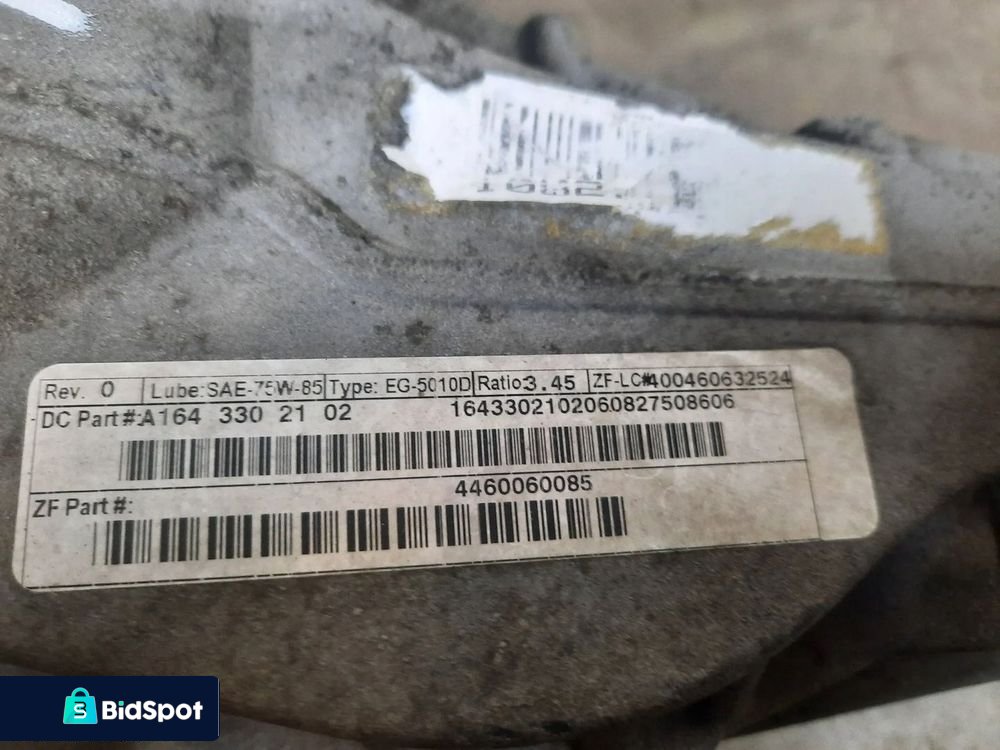 Rev. 0 Lube: SAE-75W-85 Type: EG-5010D Ratio: 3.45 ZF-LC# 400460632524
DC Part#: A164 330 21 02 1643302102060827508606
ZF Part #: 4460060085
BidSpot